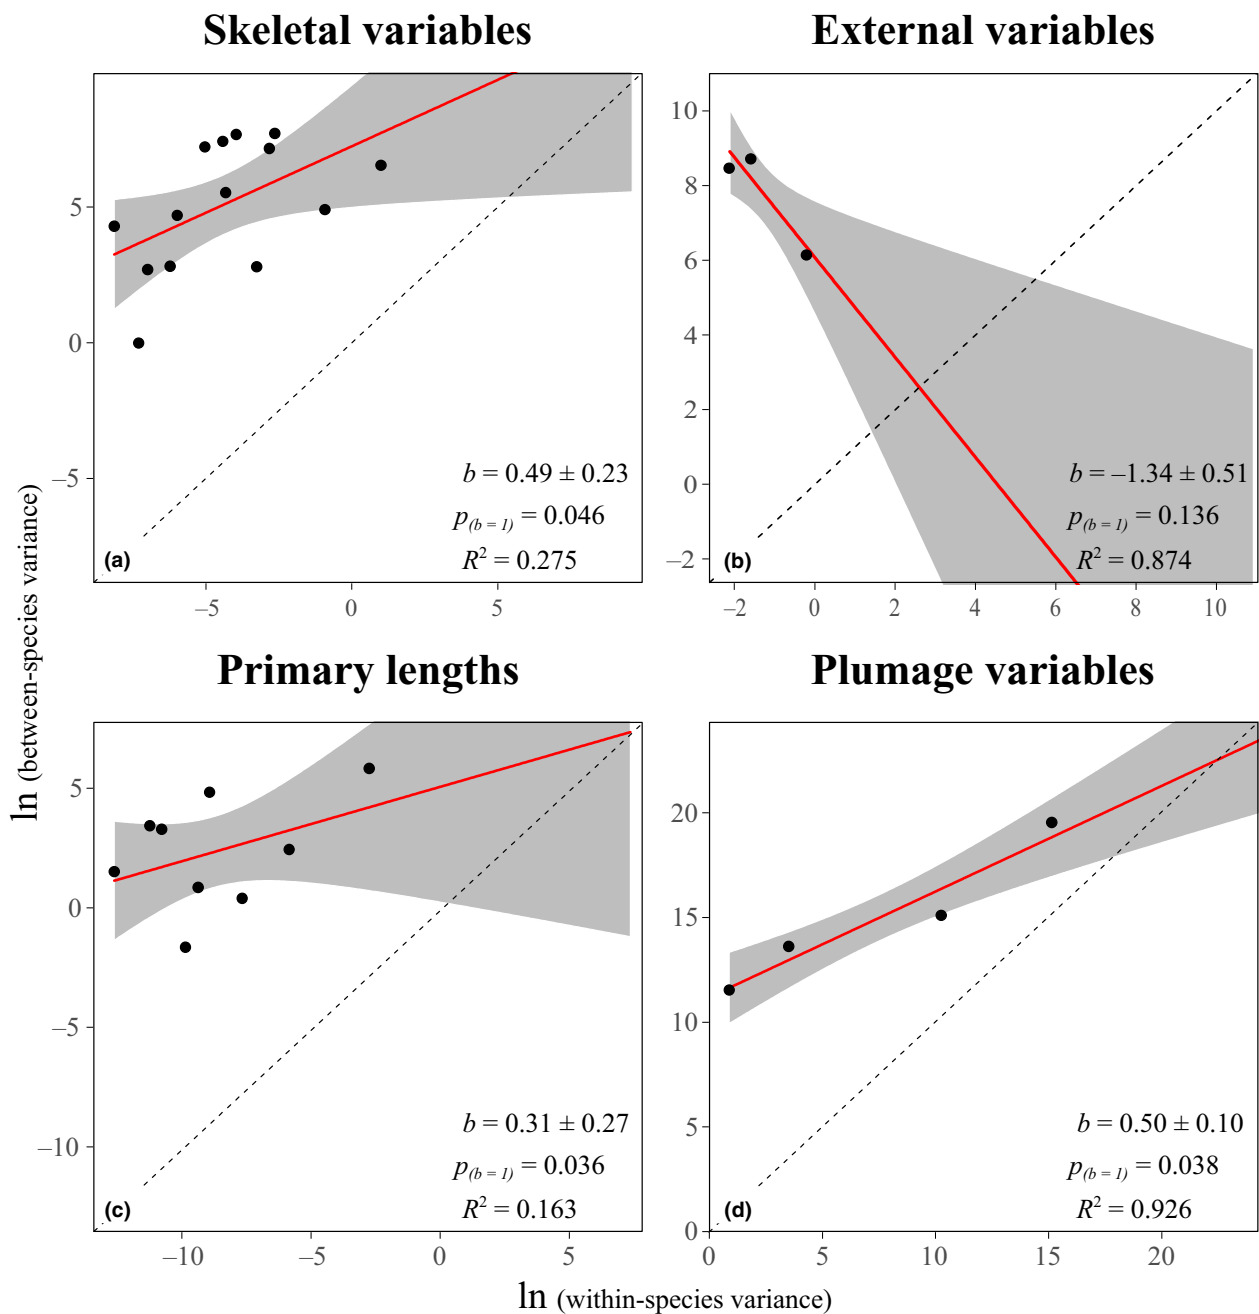 Skeletal variables
External variables
5
0
−5
−5
0
5
b = 0.49 ± 0.23
p(b = 1) = 0.046
R² = 0.275
(a)
10
8
6
4
2
0
−2
−2
0
2
4
6
8
10
b = −1.34 ± 0.51
p(b = 1) = 0.136
R² = 0.874
(b)
Primary lengths
Plumage variables
5
0
−5
−10
−10
−5
0
5
b = 0.31 ± 0.27
p(b = 1) = 0.036
R² = 0.163
(c)
20
15
10
5
0
0
5
10
15
20
b = 0.50 ± 0.10
p(b = 1) = 0.038
R² = 0.926
(d)
ln (between-species variance)
ln (within-species variance)